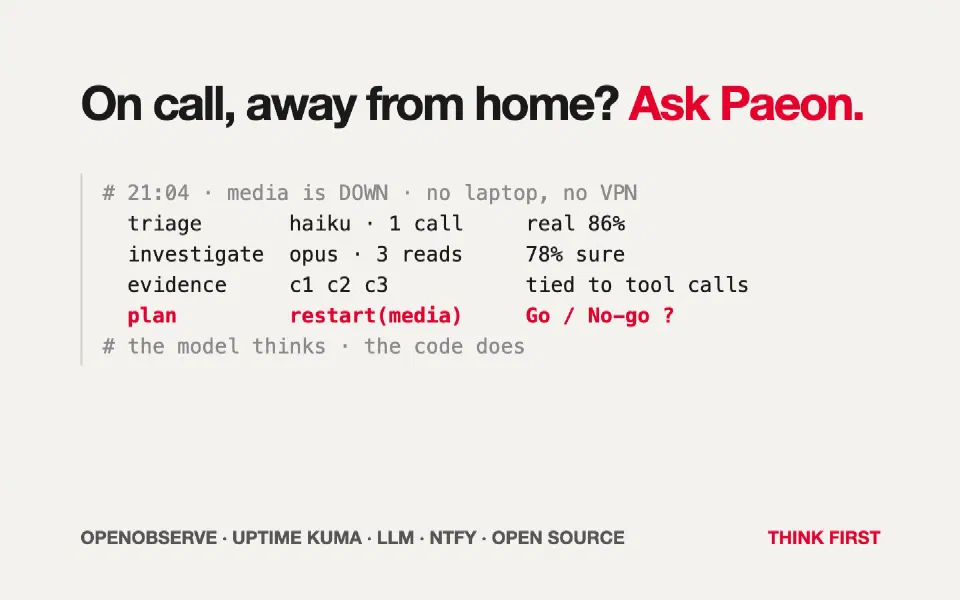 On call, away from home? Ask Paeon.
# 21:04 · media is DOWN · no laptop, no VPN
triage haiku · 1 call real 86%
investigate opus · 3 reads 78% sure
evidence c1 c2 c3 tied to tool calls
plan restart(media) Go / No-go ?
# the model thinks · the code does
OPENOBSERVE · UPTIME KUMA · LLM · NTFY · OPEN SOURCE THINK FIRST